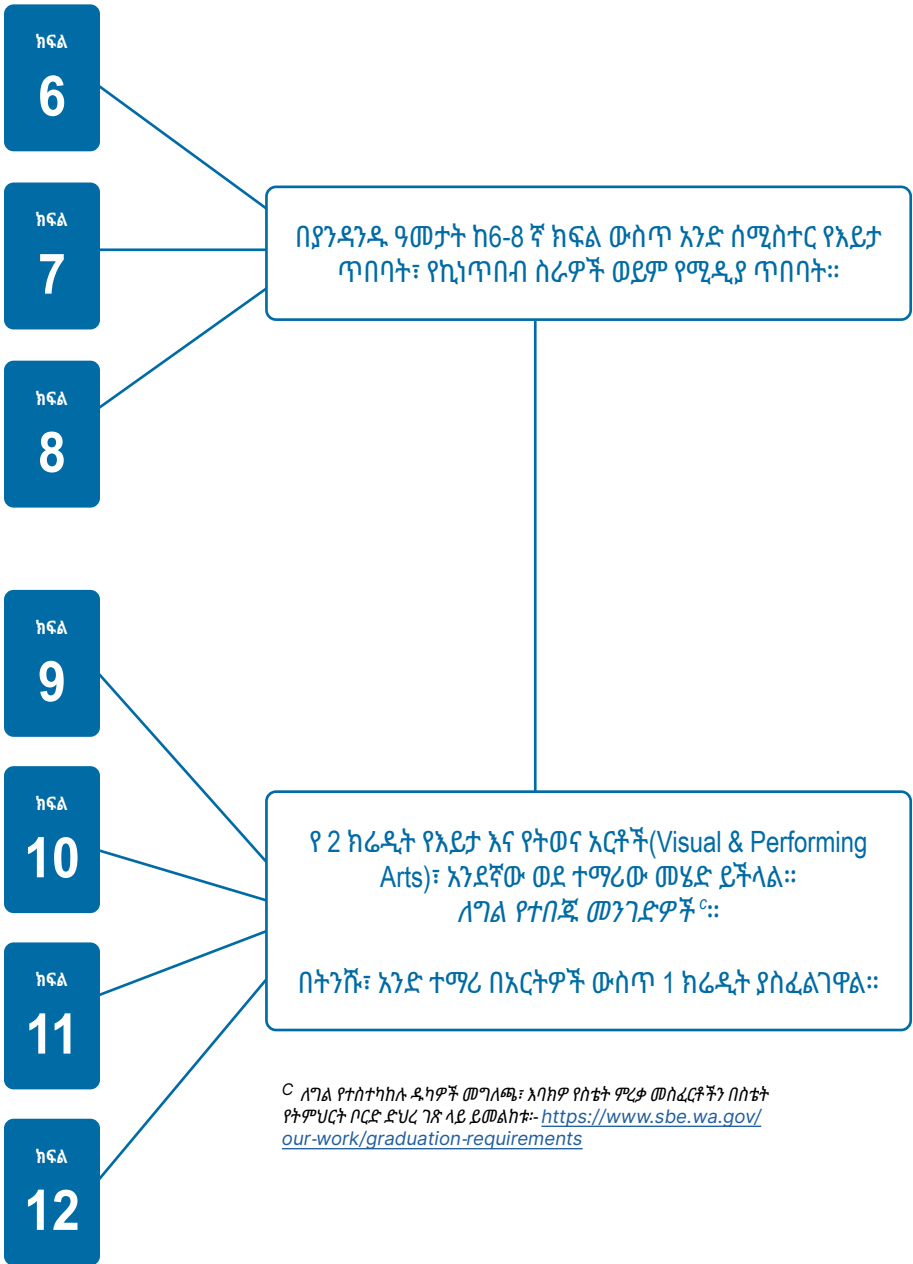 ክፍል
6
ክፍል
7
ክፍል
8
በያንዳንዱ ዓመታት ከ6-8 ኛ ክፍል ውስጥ አንድ ሰሚስተር የእይታ
ጥበባት፣ የኪነጥበብ ስራዎች ወይም የሚዲያ ጥበባት።
ክፍል
9
ክፍል
10
ክፍል
11
ክፍል
12
የ 2 ክሬዲት የእይታ እና የትወና አርቶች(Visual & Performing
Arts)፣ አንደኛው ወደ ተማሪው መሄድ ይችላል።
ለግል የተበጁ መንገድዎች c።
በትንሹ፣ አንድ ተማሪ በአርትዎች ውስጥ 1 ክሬዲት ያስፈልገዋል።
C ለግል የተስተካከሉ ዱካዎች መግለጫ፣ እባክዎ የስቴት ምረቃ መስፈርቶችን በስቴት
የትምህርት ቦርድ ድህረ ገጽ ላይ ይመልከቱ፦ https://www.sbe.wa.gov/
our-work/graduation-requirements